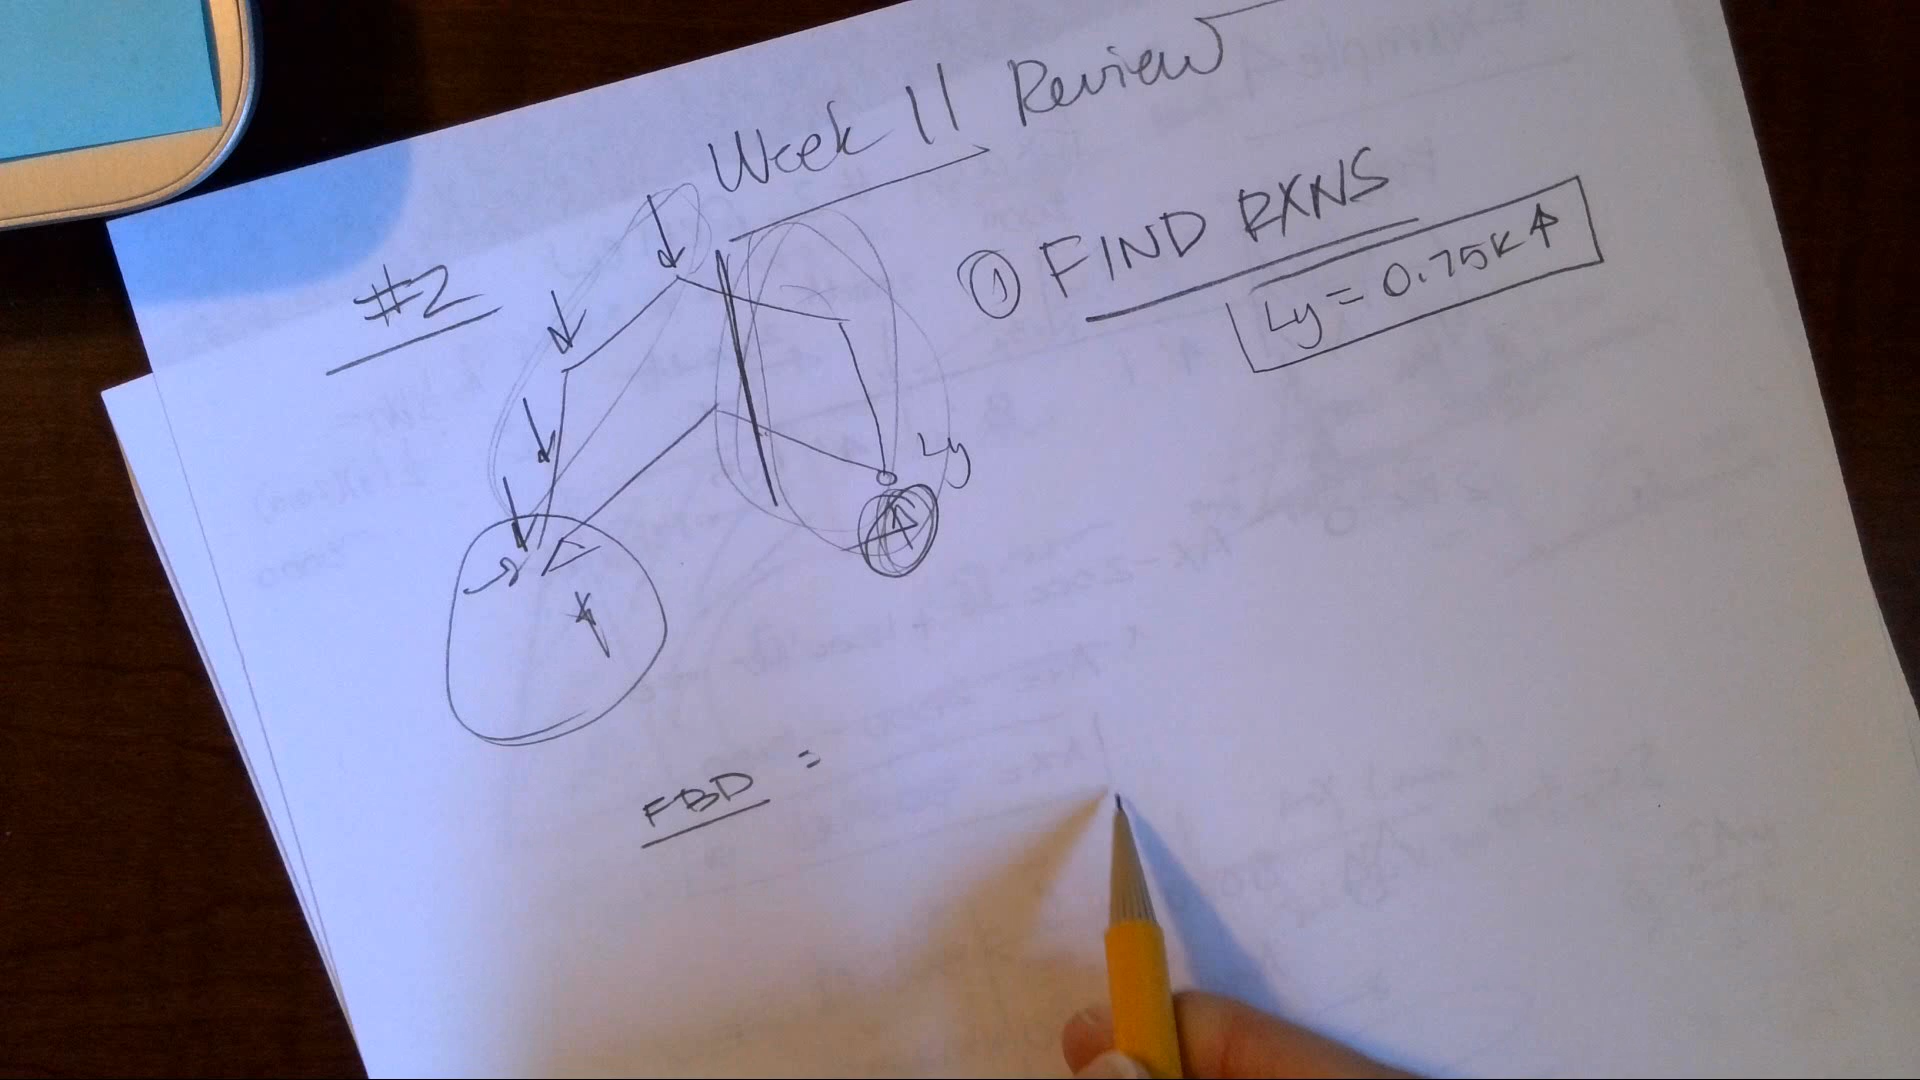 Week 11 Review
#2
① FIND RXNS
Ly = 0.75k ↑
Ly
FBD =